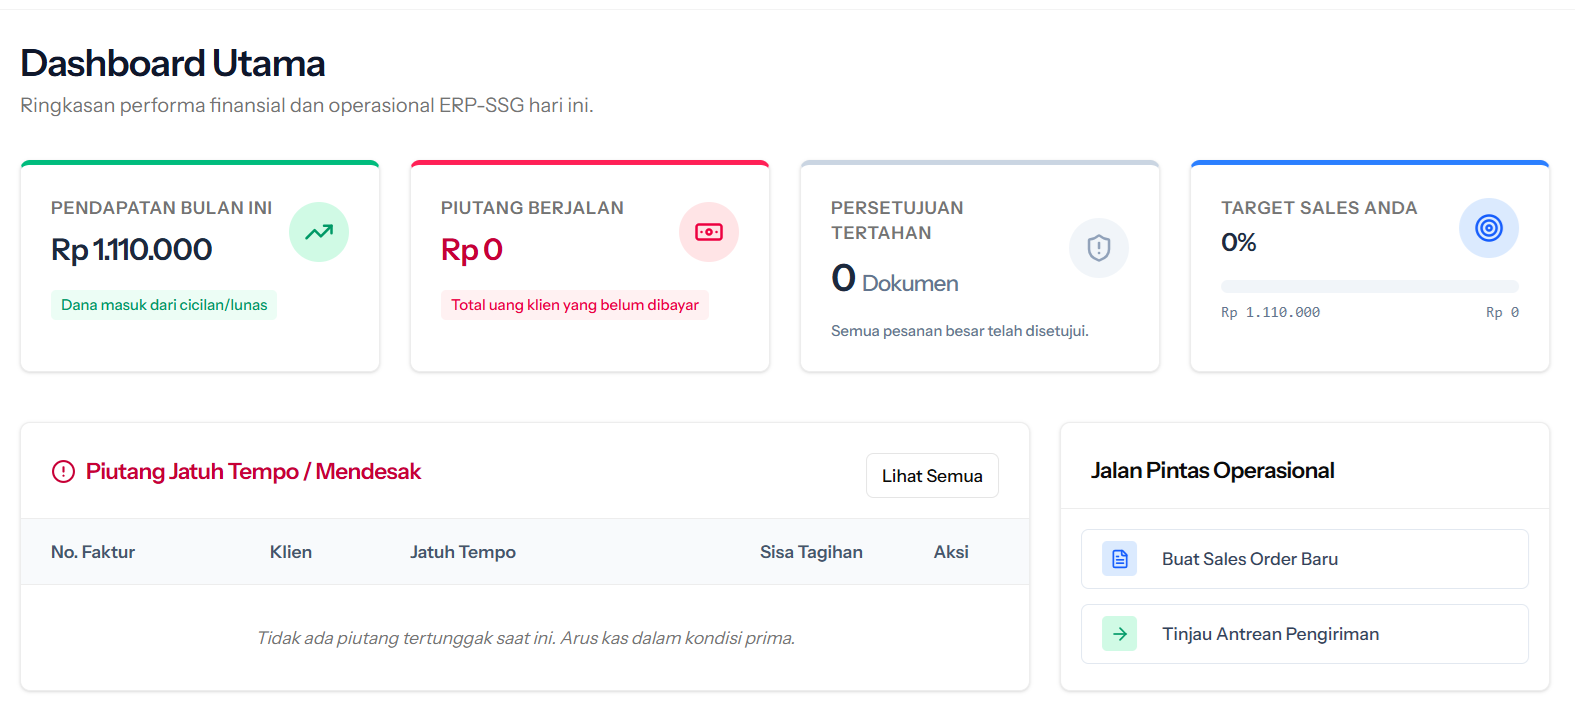 Dashboard Utama
Ringkasan performa finansial dan operasional ERP-SSG hari ini.
PENDAPATAN BULAN INI
Rp 1.110.000
Dana masuk dari cicilan/lunas
PIUTANG BERJALAN
Rp 0
Total uang klien yang belum dibayar
PERSETUJUAN
TERTAHAN
0 Dokumen
Semua pesanan besar telah disetujui.
TARGET SALES ANDA
0%
Rp 1.110.000 Rp 0
Piutang Jatuh Tempo / Mendesak
Lihat Semua
No. Faktur Klien Jatuh Tempo Sisa Tagihan Aksi
Tidak ada piutang tertunggak saat ini. Arus kas dalam kondisi prima.
Jalan Pintas Operasional
Buat Sales Order Baru
Tinjau Antrean Pengiriman